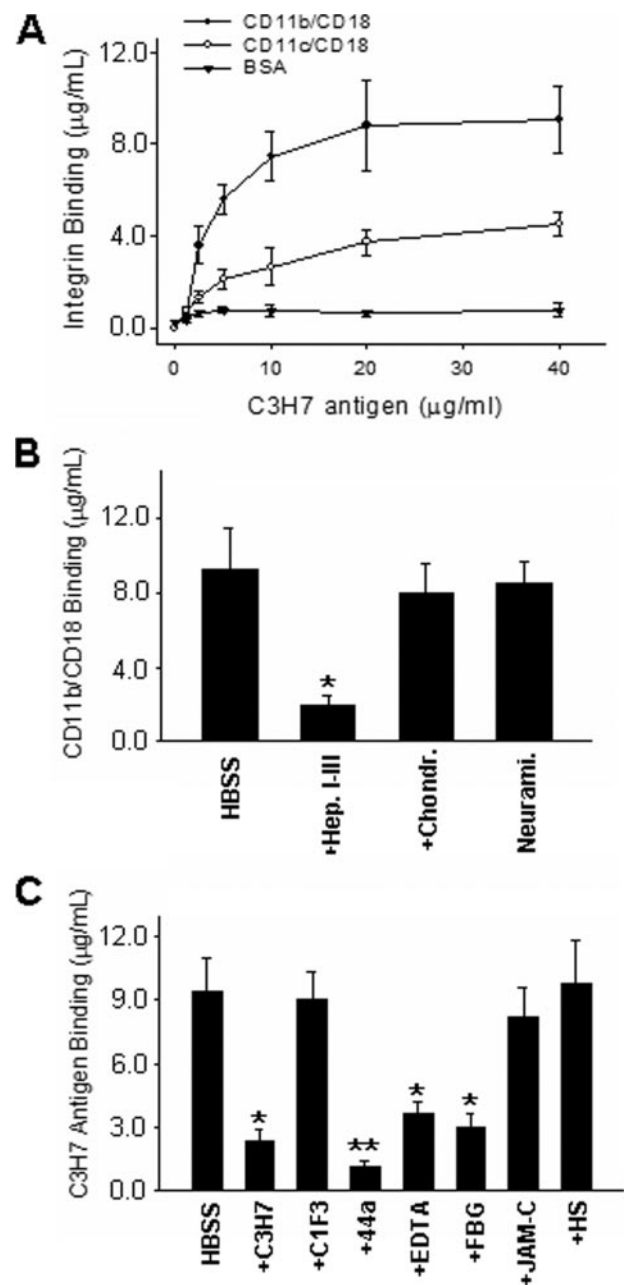 A
CD11b/CD18
CD11c/CD18
BSA
Integrin Binding (µg/mL)
12.0
8.0
4.0
0.0
0 10 20 30 40
C3H7 antigen (µg/ml)
B
CD11b/CD18 Binding (µg/mL)
12.0
8.0
4.0
0.0
*
HBSS
+Hep. I-III
+Chondr.
Neurami.
C
C3H7 Antigen Binding (µg/mL)
12.0
9.0
6.0
3.0
0.0
* ** * *
HBSS
+C3H7
+C1F3
+44a
+EDTA
+FBG
+JAM-C
+HS